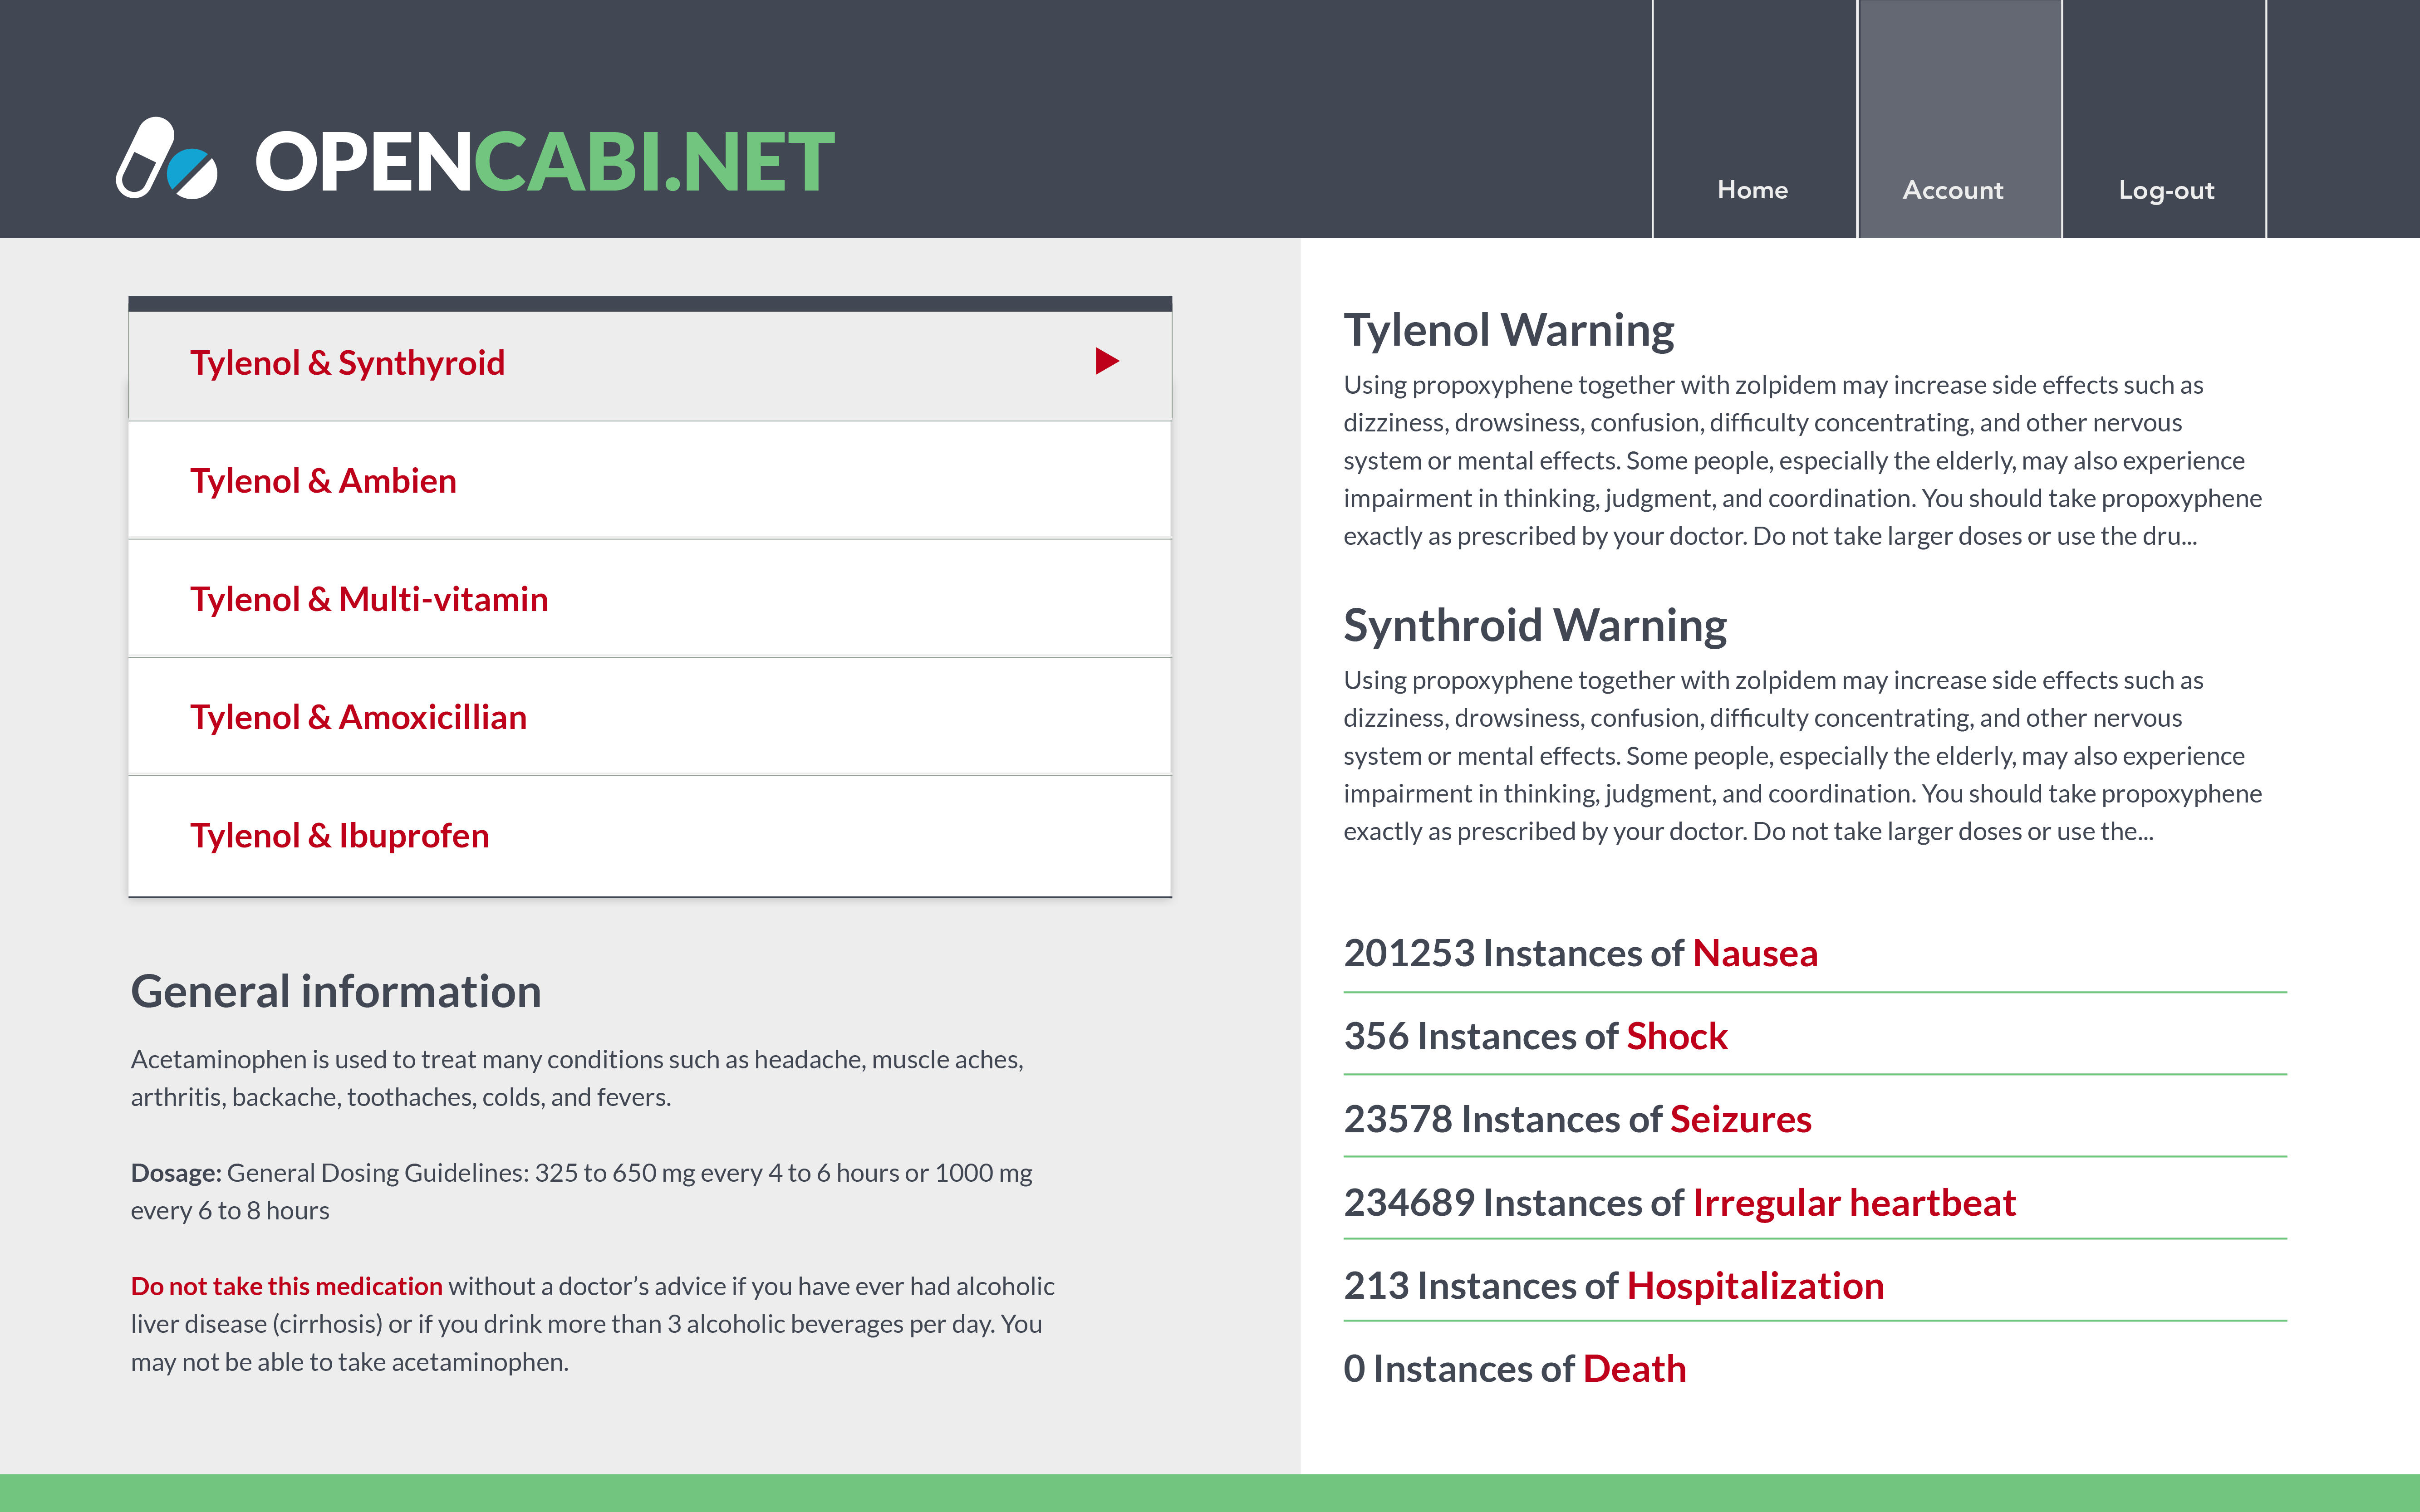 OPENCABI.NET
Home
Account
Log-out
Tylenol & Synthyroid
Tylenol & Ambien
Tylenol & Multi-vitamin
Tylenol & Amoxicillian
Tylenol & Ibuprofen
General information
Acetaminophen is used to treat many conditions such as headache, muscle aches,
arthritis, backache, toothaches, colds, and fevers.
Dosage: General Dosing Guidelines: 325 to 650 mg every 4 to 6 hours or 1000 mg
every 6 to 8 hours
Do not take this medication without a doctor’s advice if you have ever had alcoholic
liver disease (cirrhosis) or if you drink more than 3 alcoholic beverages per day. You
may not be able to take acetaminophen.
Tylenol Warning
Using propoxyphene together with zolpidem may increase side effects such as
dizziness, drowsiness, confusion, difficulty concentrating, and other nervous
system or mental effects. Some people, especially the elderly, may also experience
impairment in thinking, judgment, and coordination. You should take propoxyphene
exactly as prescribed by your doctor. Do not take larger doses or use the dru...
Synthroid Warning
Using propoxyphene together with zolpidem may increase side effects such as
dizziness, drowsiness, confusion, difficulty concentrating, and other nervous
system or mental effects. Some people, especially the elderly, may also experience
impairment in thinking, judgment, and coordination. You should take propoxyphene
exactly as prescribed by your doctor. Do not take larger doses or use the...
201253 Instances of Nausea
356 Instances of Shock
23578 Instances of Seizures
234689 Instances of Irregular heartbeat
213 Instances of Hospitalization
0 Instances of Death